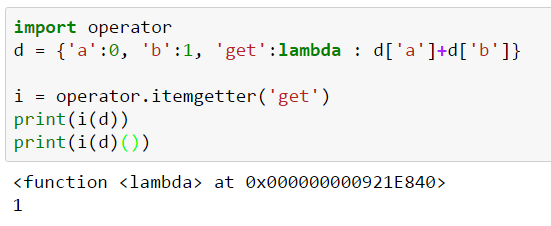 import operator
d = {'a':0, 'b':1, 'get':lambda : d['a']+d['b']}
i = operator.itemgetter('get')
print(i(d))
print(i(d)())
<function <lambda> at 0x000000000921E840>
1